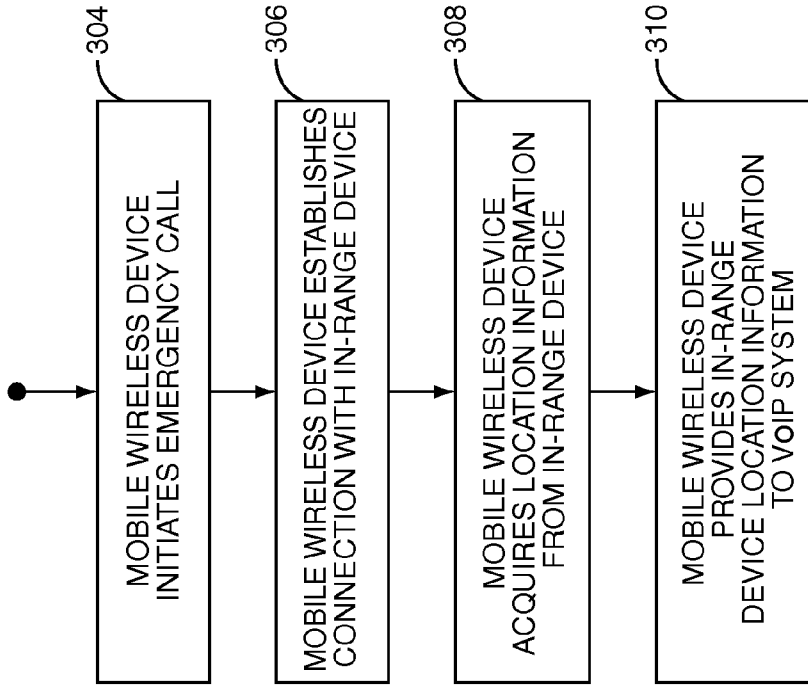 304
MOBILE WIRELESS DEVICE
INITIATES EMERGENCY CALL
306
MOBILE WIRELESS DEVICE ESTABLISHES
CONNECTION WITH IN-RANGE DEVICE
308
MOBILE WIRELESS DEVICE
ACQUIRES LOCATION INFORMATION
FROM IN-RANGE DEVICE
310
MOBILE WIRELESS DEVICE
PROVIDES IN-RANGE
DEVICE LOCATION INFORMATION
TO VOIP SYSTEM